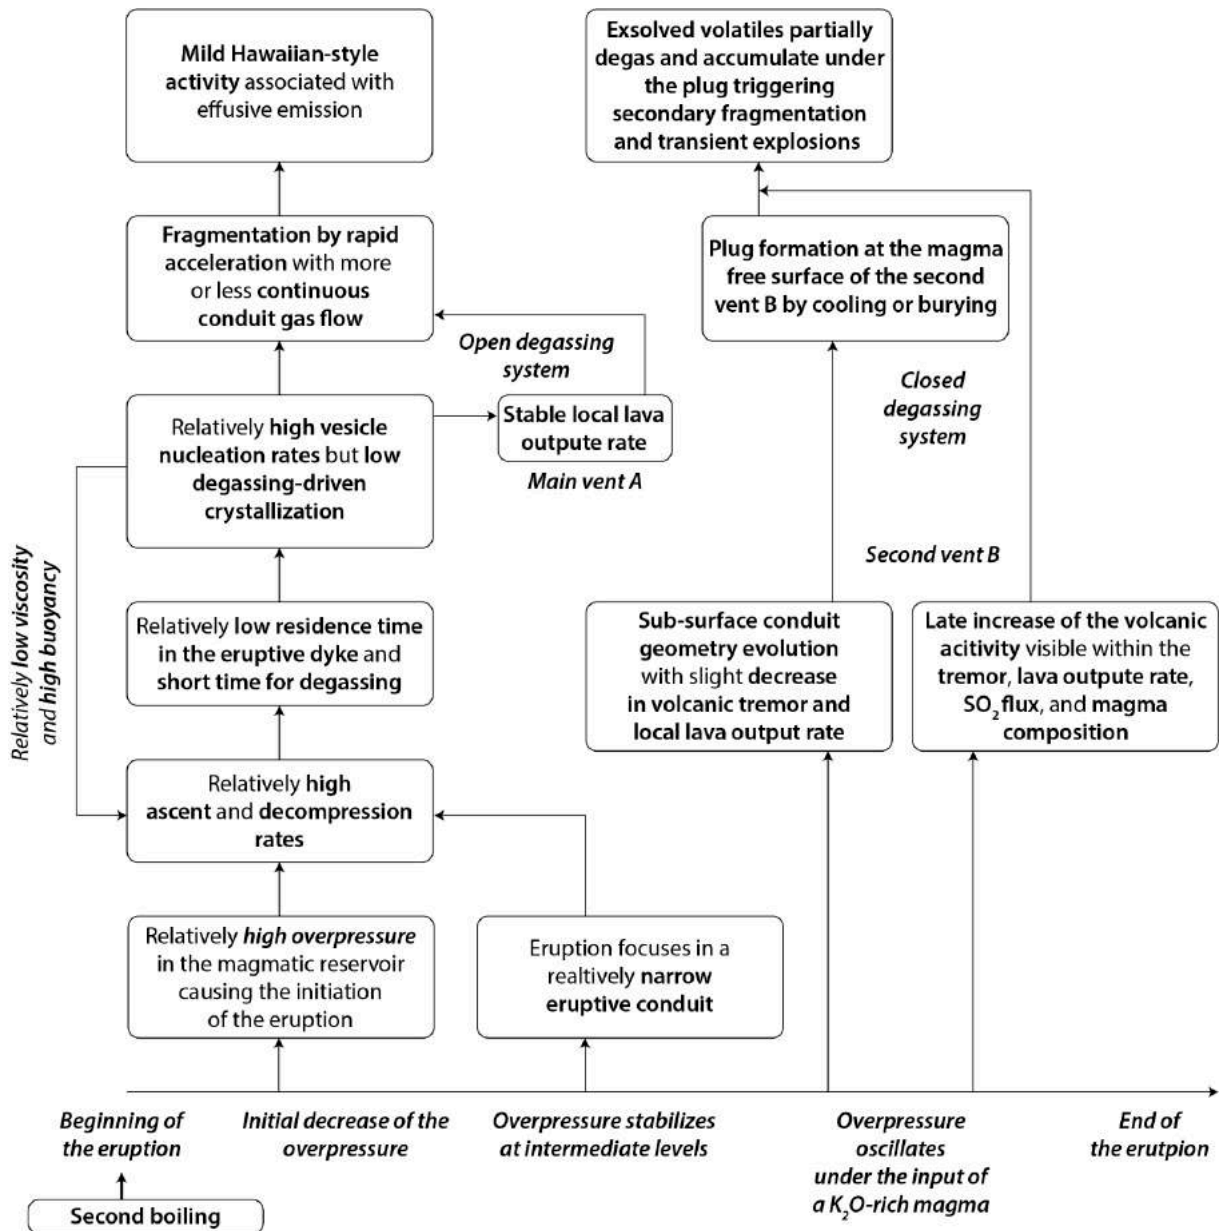 Mild Hawaiian-style
activity associated with
effusive emission
Exsolved volatiles partially
degas and accumulate under
the plug triggering
secondary fragmentation
and transient explosions
Fragmentation by rapid
acceleration with more
or less continuous
conduit gas flow
Plug formation at the magma
free surface of the second
vent B by cooling or burying
Open degassing
system
Closed
degassing
system
Relatively high vesicle
nucleation rates but low
degassing-driven
crystallization
Stable local lava
outpute rate
Main vent A
Second vent B
Relatively low viscosity
and high buoyancy
Relatively low residence time
in the eruptive dyke and
short time for degassing
Sub-surface conduit
geometry evolution
with slight decrease
in volcanic tremor and
local lava output rate
Late increase of the volcanic
acitivity visible within the
tremor, lava outpute rate,
SO2 flux, and magma
composition
Relatively high
ascent and decompression
rates
Relatively high overpressure
in the magmatic reservoir
causing the initiation
of the eruption
Eruption focuses in a
realtively narrow
eruptive conduit
Beginning of
the eruption
Initial decrease of the
overpressure
Overpressure stabilizes
at intermediate levels
Overpressure
oscillates
under the input of
a K2O-rich magma
End of
the erutpion
Second boiling